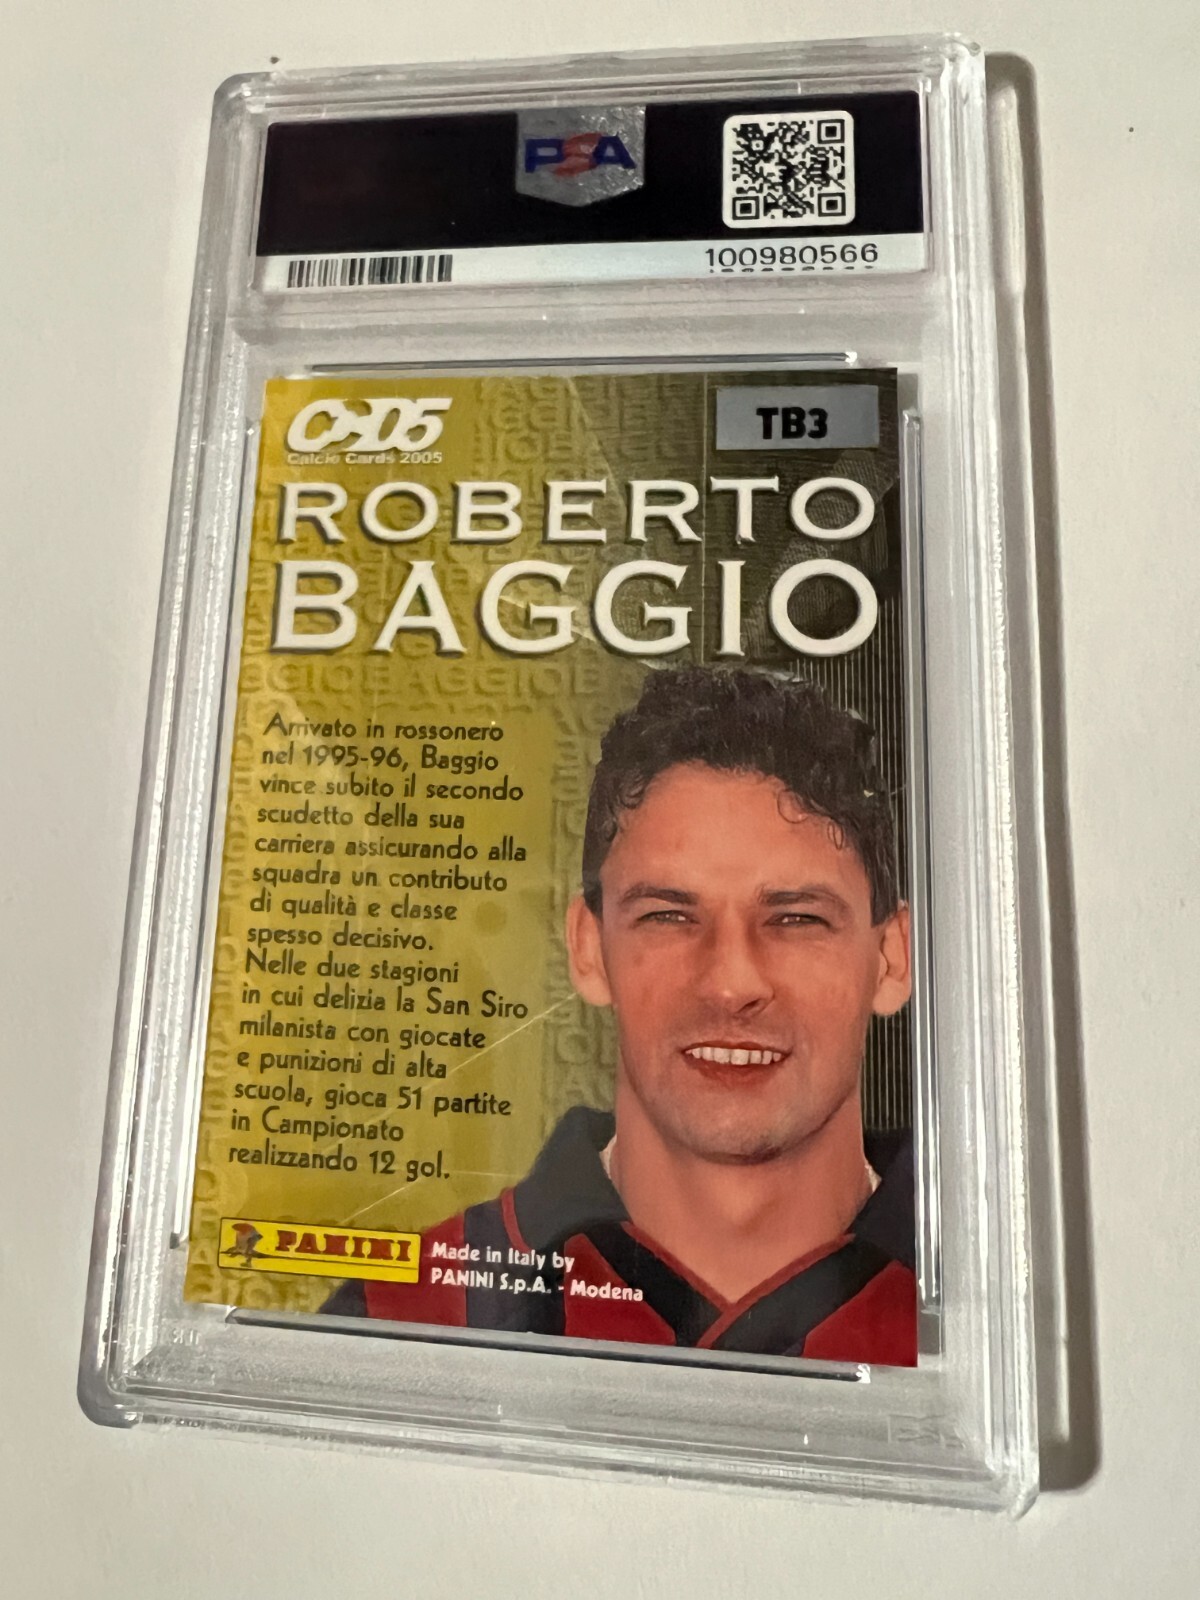 PSA
100980566
CCD5
Calcio Cards 2005
TB3
ROBERTO
BAGGIO
Arrivato in rossonero
nel 1995-96, Baggio
vince subito il secondo
scudetto della sua
carriera assicurando alla
squadra un contributo
di qualità e classe
spesso decisivo.
Nelle due stagioni
in cui delizia la San Siro
milanista con giocate
e punizioni di alta
scuola, gioca 51 partite
in Campionato
realizzando 12 gol.
PANINI
Made in Italy by
PANINI S.p.A. - Modena